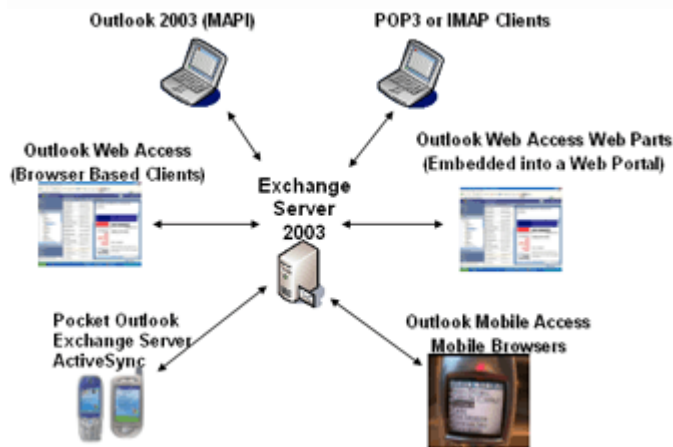 Outlook 2003 (MAPI)
POP3 or IMAP Clients
Outlook Web Access
(Browser Based Clients)
Outlook Web Access Web Parts
(Embedded into a Web Portal)
Exchange
Server
2003
Pocket Outlook
Exchange Server
ActiveSync
Outlook Mobile Access
Mobile Browsers